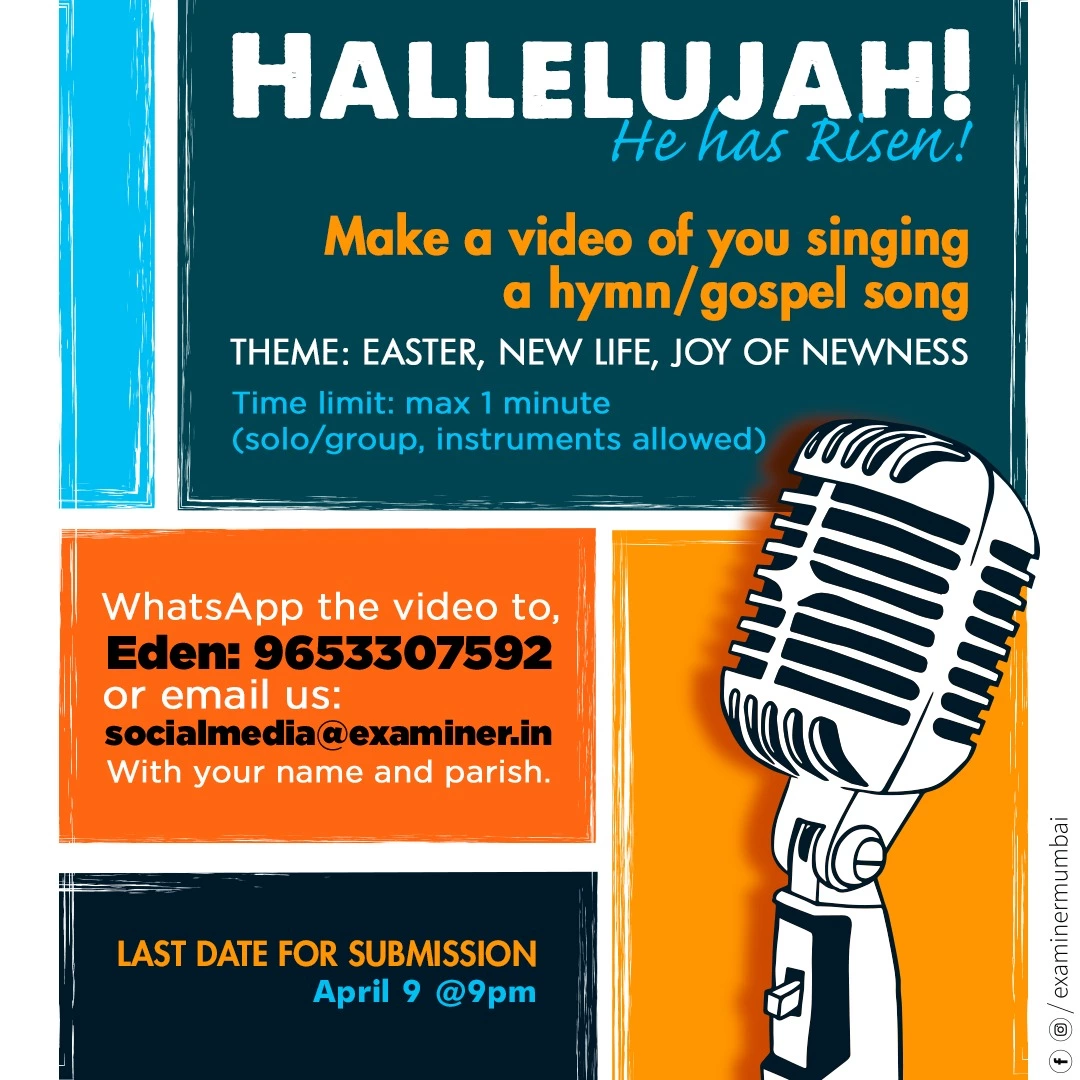 HALLELUJAH!
He has Risen!
Make a video of you singing
a hymn/gospel song
THEME: EASTER, NEW LIFE, JOY OF NEWNESS
Time limit: max 1 minute
(solo/group, instruments allowed)
WhatsApp the video to,
Eden: 9653307592
or email us:
socialmedia@examiner.in
With your name and parish.
LAST DATE FOR SUBMISSION
April 9 @9pm
/examinermumbai